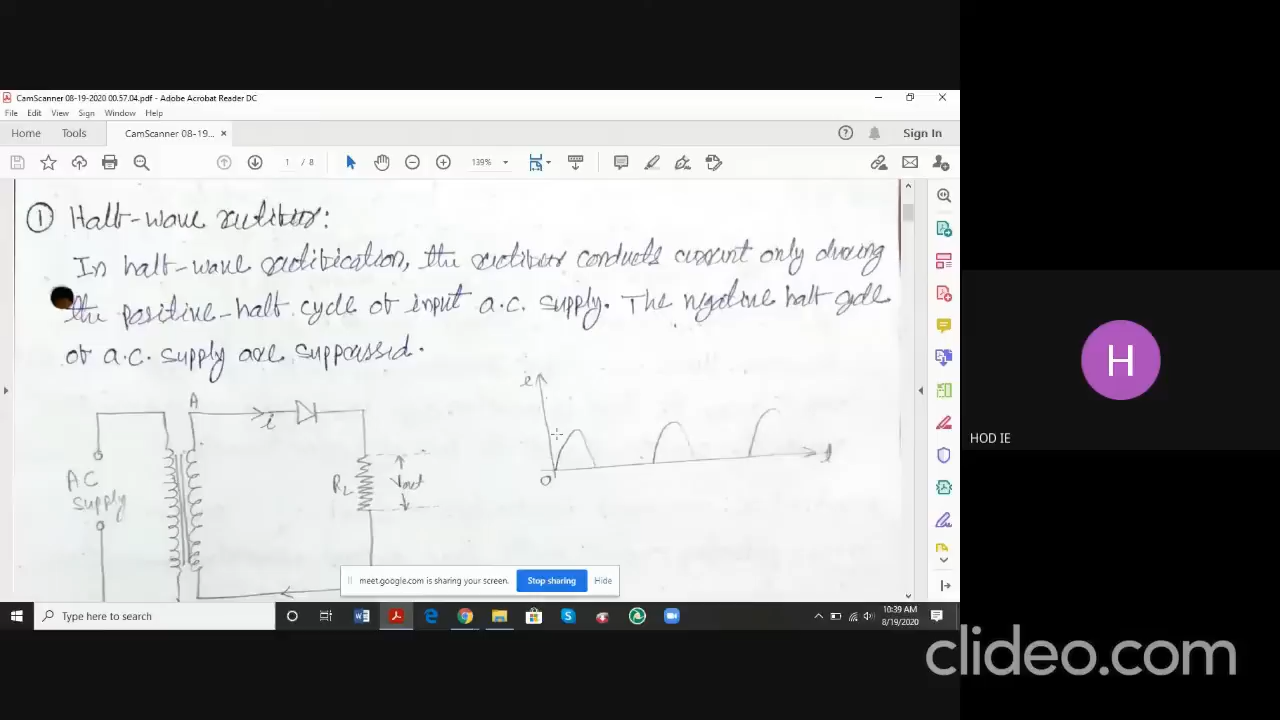 CamScanner 08-19-2020 00.57.04.pdf - Adobe Acrobat Reader DC
File Edit View Sign Window Help
Home Tools CamScanner 08-19... × Sign In
1 / 8 139%
① Half-wave rectifier:
In half-wave rectification, the rectifier conducts current only during
the positive-half cycle of input a.c. supply. The negative half cycle
of a.c. supply are suppressed.
A
i
AC
supply
RL
Vout
i
0
t
H
HOD IE
meet.google.com is sharing your screen. Stop sharing Hide
Type here to search
10:39 AM
8/19/2020
clideo.com